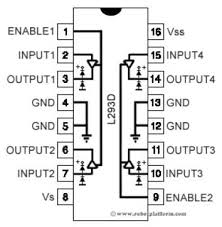 ENABLE1 1
INPUT1 2
OUTPUT1 3
GND 4
GND 5
OUTPUT2 6
INPUT2 7
Vs 8
L293D
16 Vss
15 INPUT4
14 OUTPUT4
13 GND
12 GND
11 OUTPUT3
10 INPUT3
9 ENABLE2